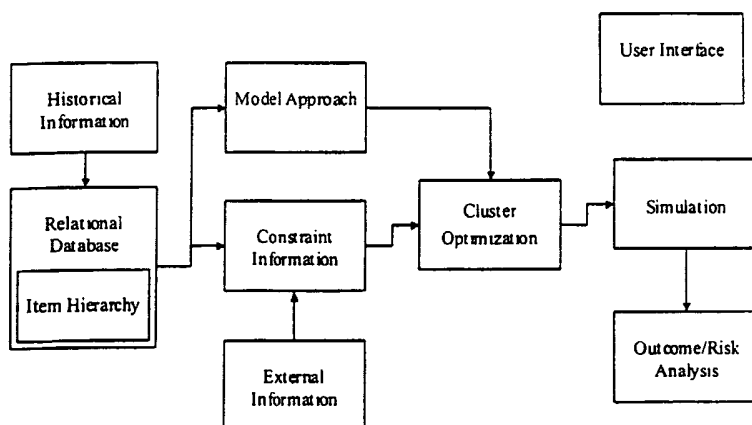 User Interface
Historical
Information
Model Approach
Relational
Database
Item Hierarchy
Constraint
Information
Cluster
Optimization
Simulation
External
Information
Outcome/Risk
Analysis